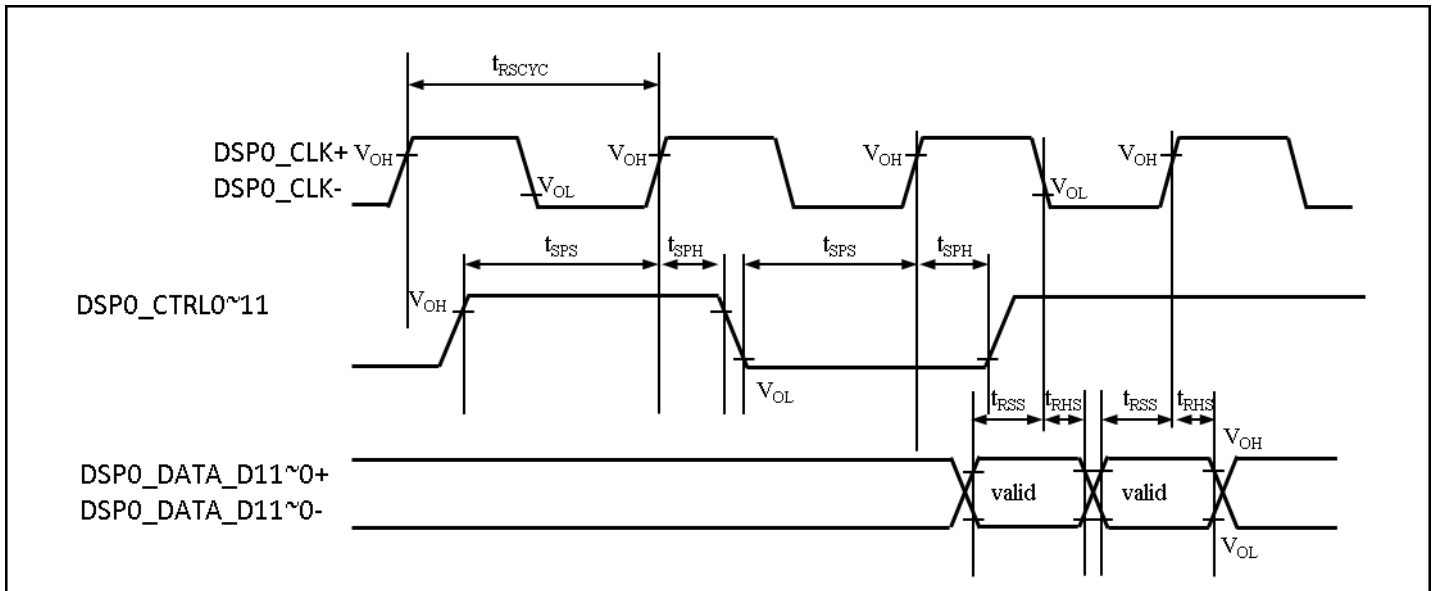 tRSCYC
DSP0_CLK+ VOH VOH VOH VOH
DSP0_CLK- VOL VOL
tSPS tSPH tSPS tSPH
DSP0_CTRL0~11 VOH
VOL
tRSS tRHS tRSS tRHS
VOH
DSP0_DATA_D11~0+
valid valid
DSP0_DATA_D11~0-
VOL